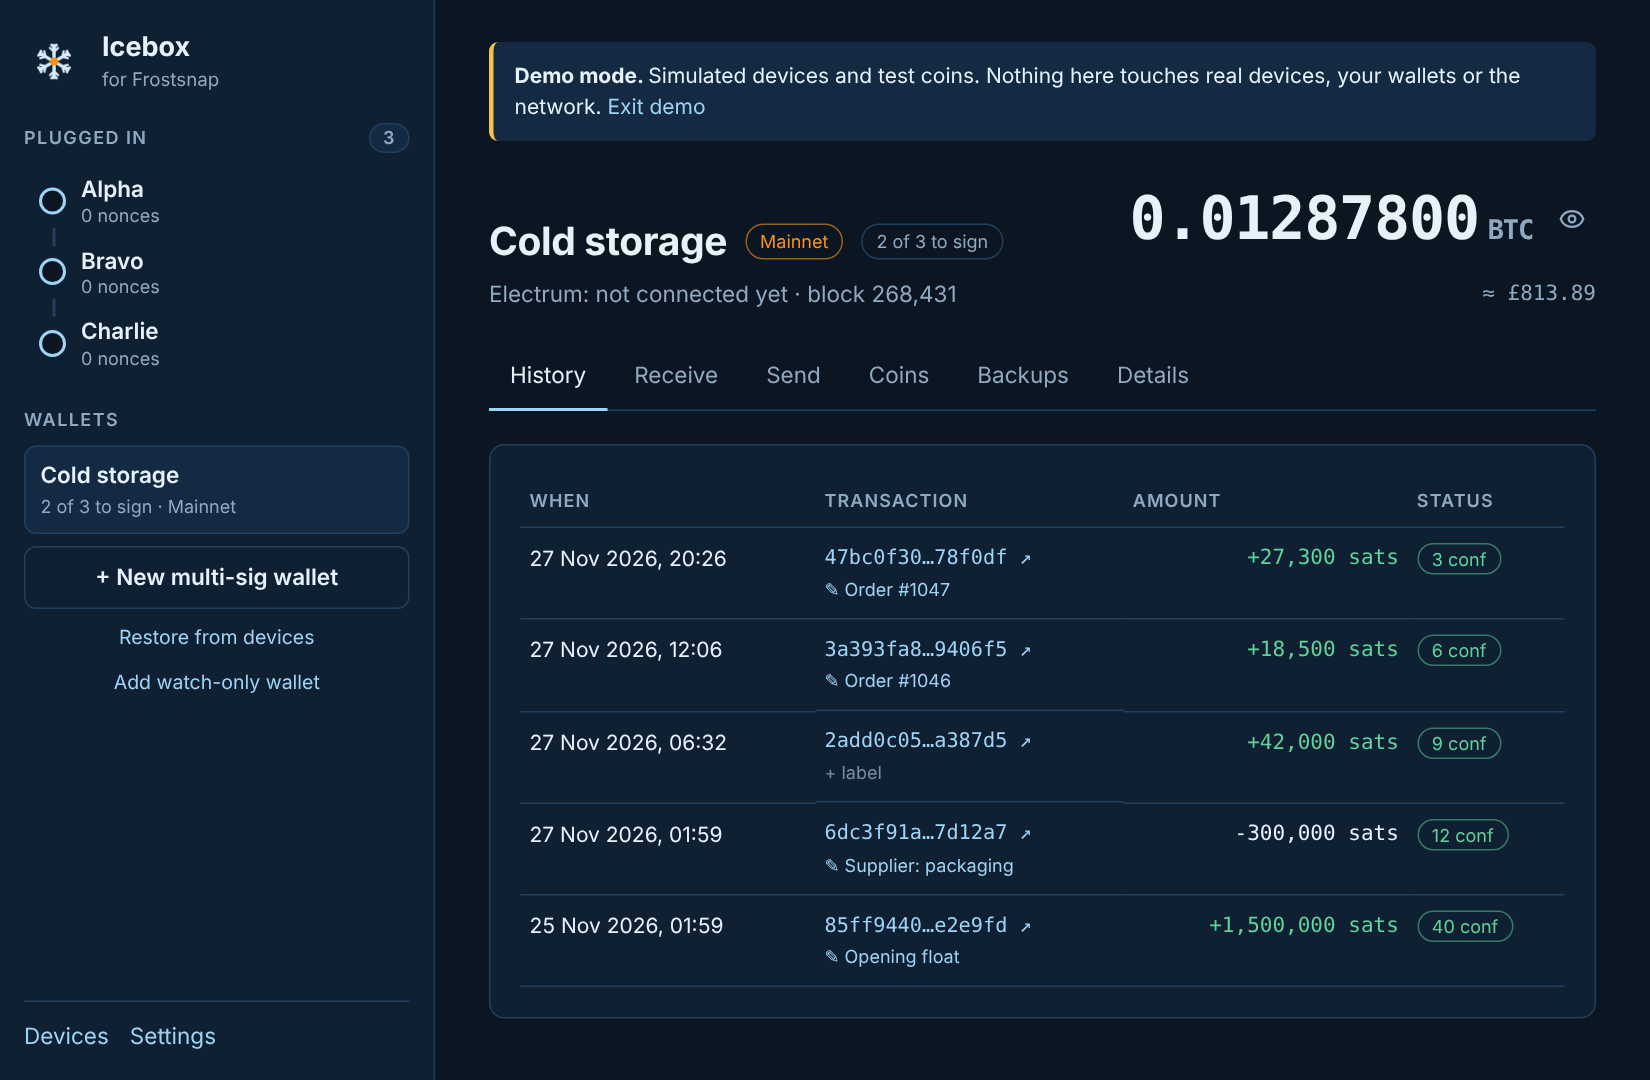 Icebox
for Frostsnap
PLUGGED IN
3
Alpha
0 nonces
Bravo
0 nonces
Charlie
0 nonces
WALLETS
Cold storage
2 of 3 to sign · Mainnet
+ New multi-sig wallet
Restore from devices
Add watch-only wallet
Devices Settings
Demo mode. Simulated devices and test coins. Nothing here touches real devices, your wallets or the
network. Exit demo
Cold storage Mainnet 2 of 3 to sign
0.01287800 BTC
Electrum: not connected yet · block 268,431
≈ £813.89
History Receive Send Coins Backups Details
WHEN TRANSACTION AMOUNT STATUS
27 Nov 2026, 20:26 47bc0f30…78f0df ↗ +27,300 sats 3 conf
✎ Order #1047
27 Nov 2026, 12:06 3a393fa8…9406f5 ↗ +18,500 sats 6 conf
✎ Order #1046
27 Nov 2026, 06:32 2add0c05…a387d5 ↗ +42,000 sats 9 conf
+ label
27 Nov 2026, 01:59 6dc3f91a…7d12a7 ↗ -300,000 sats 12 conf
✎ Supplier: packaging
25 Nov 2026, 01:59 85ff9440…e2e9fd ↗ +1,500,000 sats 40 conf
✎ Opening float